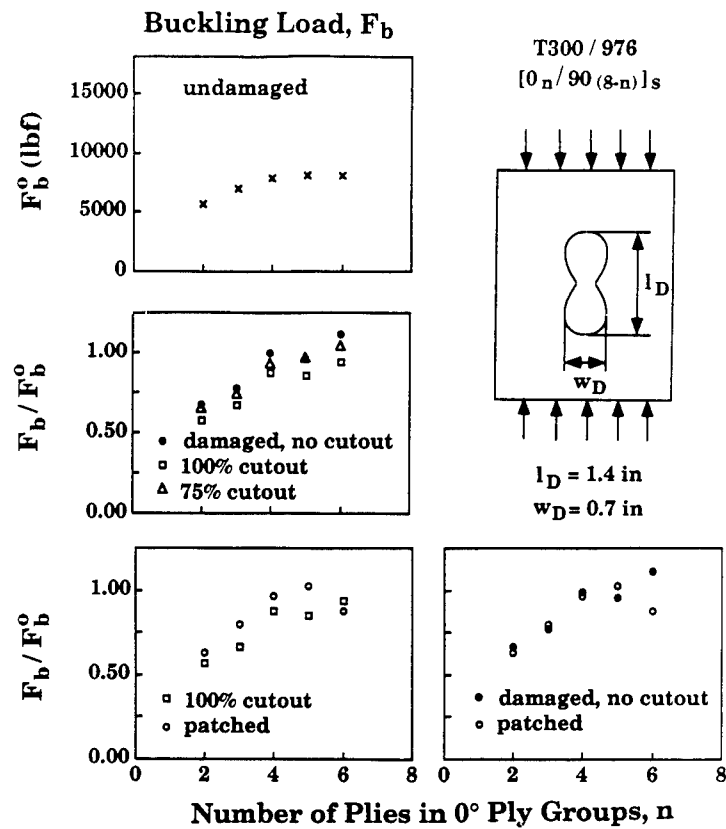 Buckling Load, F_b
undamaged
15000
10000
5000
0
F_b^o (lbf)
T300 / 976
[0_n / 90_(8-n)]_s
l_D
w_D
l_D = 1.4 in
w_D = 0.7 in
1.00
0.50
0.00
F_b / F_b^o
damaged, no cutout
100% cutout
75% cutout
1.00
0.50
0.00
F_b / F_b^o
100% cutout
patched
0 2 4 6 8
damaged, no cutout
patched
0 2 4 6 8
Number of Plies in 0° Ply Groups, n